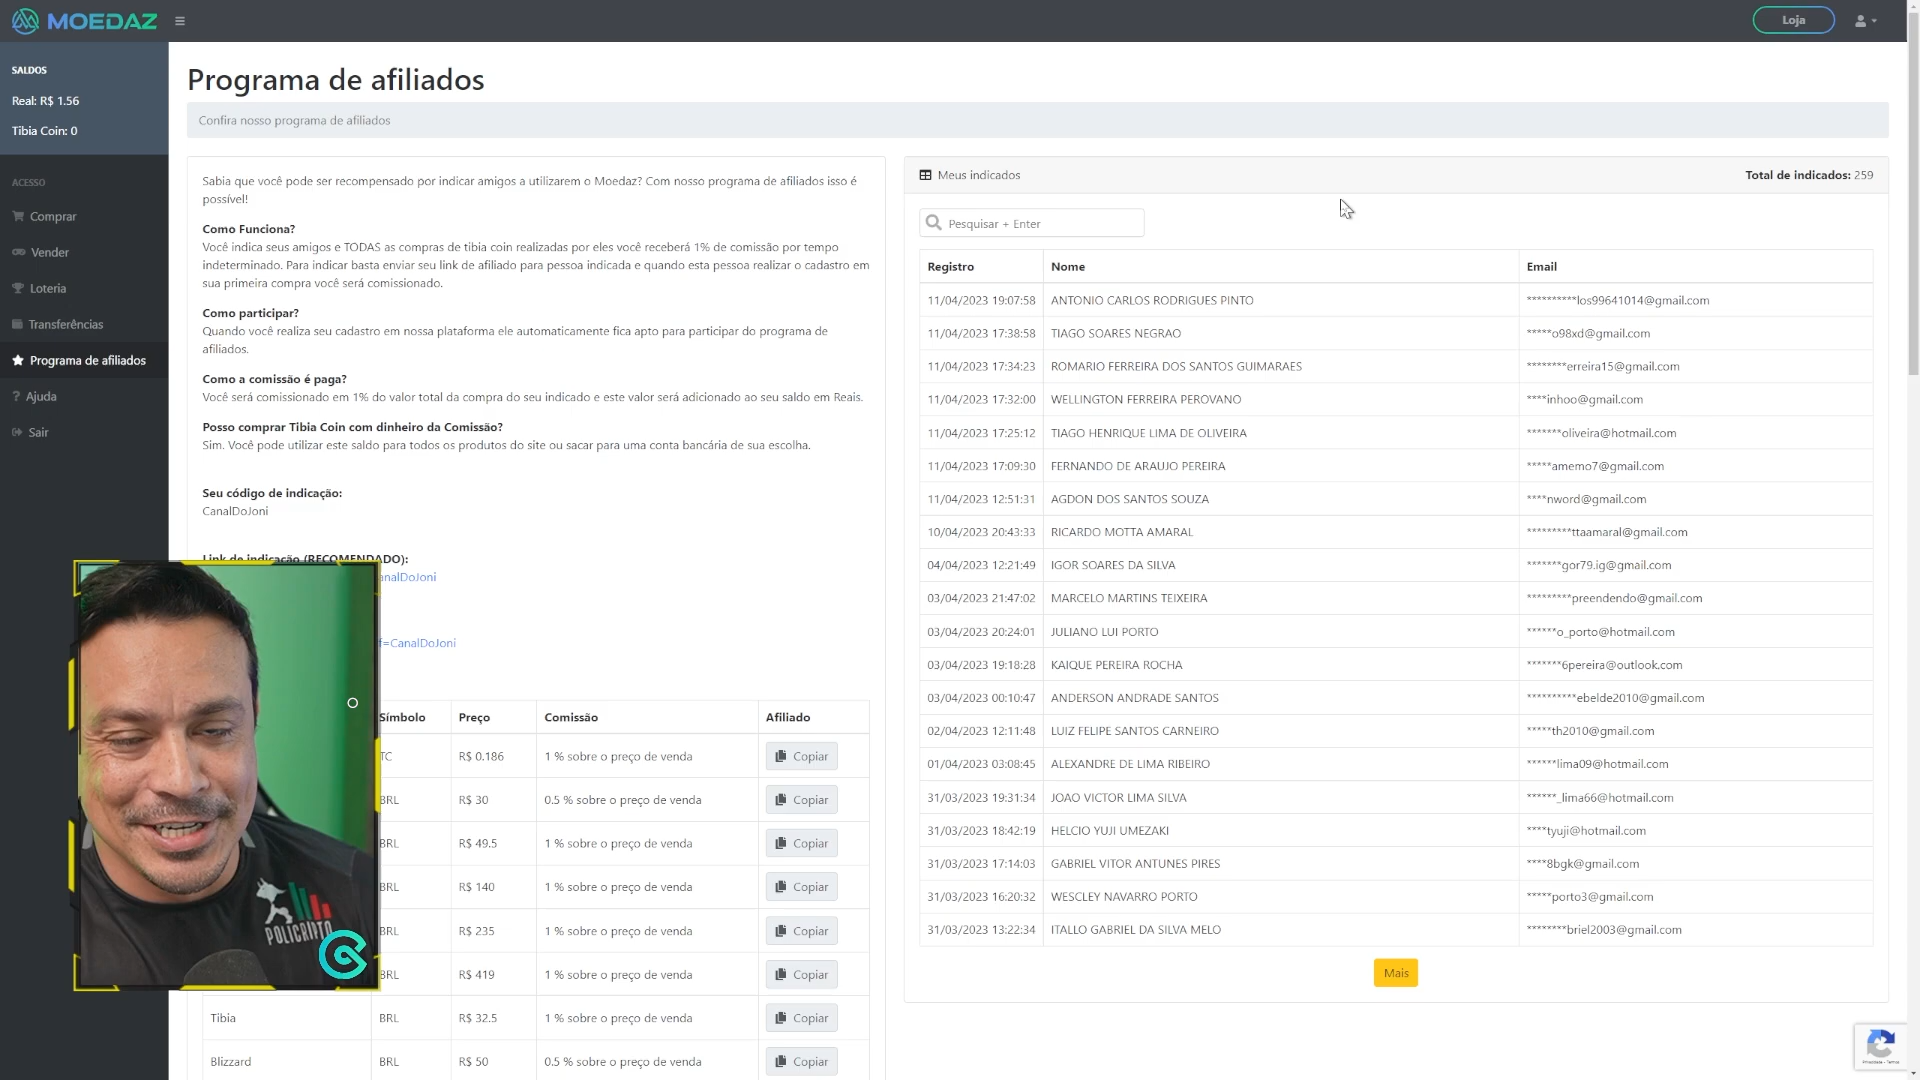 MOEDAZ
Loja
SALDOS
Real: R$ 1.56
Tibia Coin: 0
ACESSO
Comprar
Vender
Loteria
Transferências
Programa de afiliados
Ajuda
Sair
Programa de afiliados
Confira nosso programa de afiliados
Sabia que você pode ser recompensado por indicar amigos a utilizarem o Moedaz? Com nosso programa de afiliados isso é
possível!
Como Funciona?
Você indica seus amigos e TODAS as compras de tibia coin realizadas por eles você receberá 1% de comissão por tempo
indeterminado. Para indicar basta enviar seu link de afiliado para pessoa indicada e quando esta pessoa realizar o cadastro em
sua primeira compra você será comissionado.
Como participar?
Quando você realiza seu cadastro em nossa plataforma ele automaticamente fica apto para participar do programa de
afiliados.
Como a comissão é paga?
Você será comissionado em 1% do valor total da compra do seu indicado e este valor será adicionado ao seu saldo em Reais.
Posso comprar Tibia Coin com dinheiro da Comissão?
Sim. Você pode utilizar este saldo para todos os produtos do site ou sacar para uma conta bancária de sua escolha.
Seu código de indicação:
CanalDoJoni
Link de indicação (RECOMENDADO):
analDoJoni
f=CanalDoJoni
Símbolo Preço Comissão Afiliado
TC R$ 0.186 1 % sobre o preço de venda Copiar
BRL R$ 30 0.5 % sobre o preço de venda Copiar
BRL R$ 49.5 1 % sobre o preço de venda Copiar
BRL R$ 140 1 % sobre o preço de venda Copiar
BRL R$ 235 1 % sobre o preço de venda Copiar
BRL R$ 419 1 % sobre o preço de venda Copiar
Tibia BRL R$ 32.5 1 % sobre o preço de venda Copiar
Blizzard BRL R$ 50 0.5 % sobre o preço de venda Copiar
POLICRIPTO
Meus indicados Total de indicados: 259
Pesquisar + Enter
Registro Nome Email
11/04/2023 19:07:58 ANTONIO CARLOS RODRIGUES PINTO **********los99641014@gmail.com
11/04/2023 17:38:58 TIAGO SOARES NEGRAO *****o98xd@gmail.com
11/04/2023 17:34:23 ROMARIO FERREIRA DOS SANTOS GUIMARAES ********erreira15@gmail.com
11/04/2023 17:32:00 WELLINGTON FERREIRA PEROVANO ****inhoo@gmail.com
11/04/2023 17:25:12 TIAGO HENRIQUE LIMA DE OLIVEIRA *******oliveira@hotmail.com
11/04/2023 17:09:30 FERNANDO DE ARAUJO PEREIRA *****amemo7@gmail.com
11/04/2023 12:51:31 AGDON DOS SANTOS SOUZA ****nword@gmail.com
10/04/2023 20:43:33 RICARDO MOTTA AMARAL *********ttaamaral@gmail.com
04/04/2023 12:21:49 IGOR SOARES DA SILVA *******gor79.ig@gmail.com
03/04/2023 21:47:02 MARCELO MARTINS TEIXEIRA *********preendendo@gmail.com
03/04/2023 20:24:01 JULIANO LUI PORTO ******o_porto@hotmail.com
03/04/2023 19:18:28 KAIQUE PEREIRA ROCHA *******6pereira@outlook.com
03/04/2023 00:10:47 ANDERSON ANDRADE SANTOS **********ebelde2010@gmail.com
02/04/2023 12:11:48 LUIZ FELIPE SANTOS CARNEIRO *****th2010@gmail.com
01/04/2023 03:08:45 ALEXANDRE DE LIMA RIBEIRO ******lima09@hotmail.com
31/03/2023 19:31:34 JOAO VICTOR LIMA SILVA ******_lima66@hotmail.com
31/03/2023 18:42:19 HELCIO YUJI UMEZAKI ****tyuji@hotmail.com
31/03/2023 17:14:03 GABRIEL VITOR ANTUNES PIRES ****8bgk@gmail.com
31/03/2023 16:20:32 WESCLEY NAVARRO PORTO *****porto3@gmail.com
31/03/2023 13:22:34 ITALLO GABRIEL DA SILVA MELO ********briel2003@gmail.com
Mais